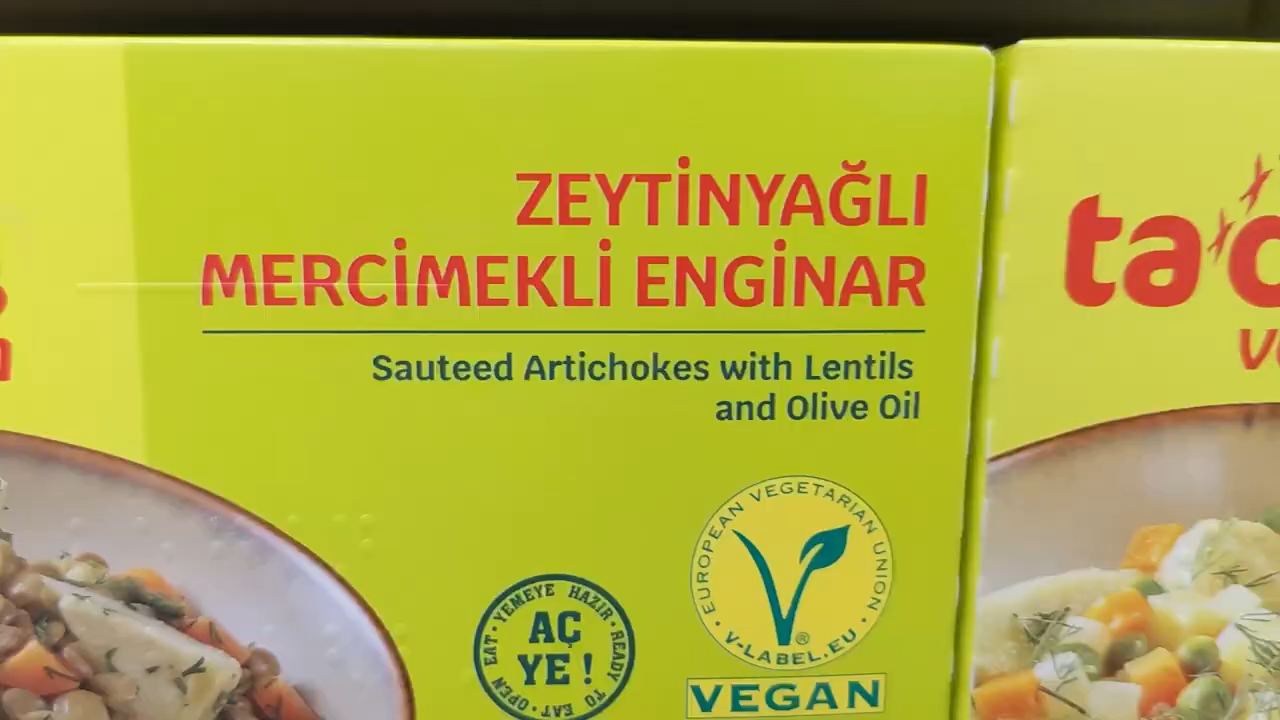 ZEYTİNYAĞLI
MERCİMEKLİ ENGİNAR
Sauteed Artichokes with Lentils
and Olive Oil
EUROPEAN VEGETARIAN UNION
V-LABEL.EU
®
VEGAN
YEMEYE HAZIR · READY TO EAT · OPEN EAT
AÇ
YE !